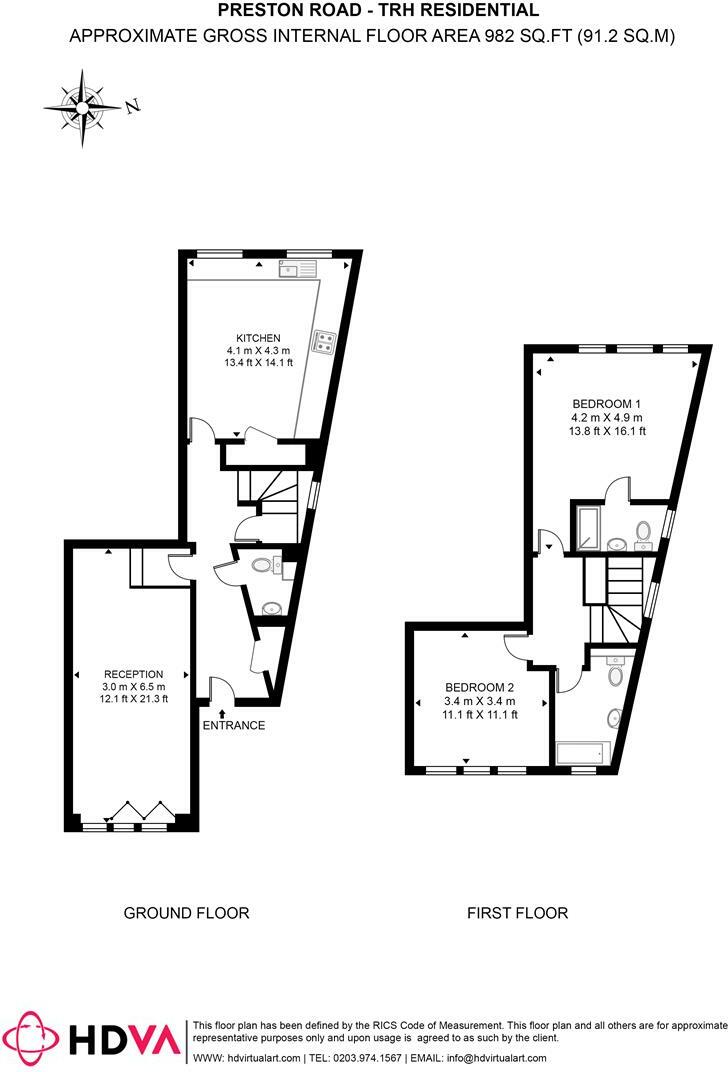 PRESTON ROAD - TRH RESIDENTIAL
APPROXIMATE GROSS INTERNAL FLOOR AREA 982 SQ.FT (91.2 SQ.M)
N
KITCHEN
4.1 m X 4.3 m
13.4 ft X 14.1 ft
BEDROOM 1
4.2 m X 4.9 m
13.8 ft X 16.1 ft
RECEPTION
3.0 m X 6.5 m
12.1 ft X 21.3 ft
BEDROOM 2
3.4 m X 3.4 m
11.1 ft X 11.1 ft
ENTRANCE
GROUND FLOOR
FIRST FLOOR
HDVA
This floor plan has been defined by the RICS Code of Measurement. This floor plan and all others are for approximate
representative purposes only and upon usage is agreed to as such by the client.
WWW: hdvirtualart.com | TEL: 0203.974.1567 | EMAIL: info@hdvirtualart.com